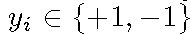 y_i ∈ {+1, −1}